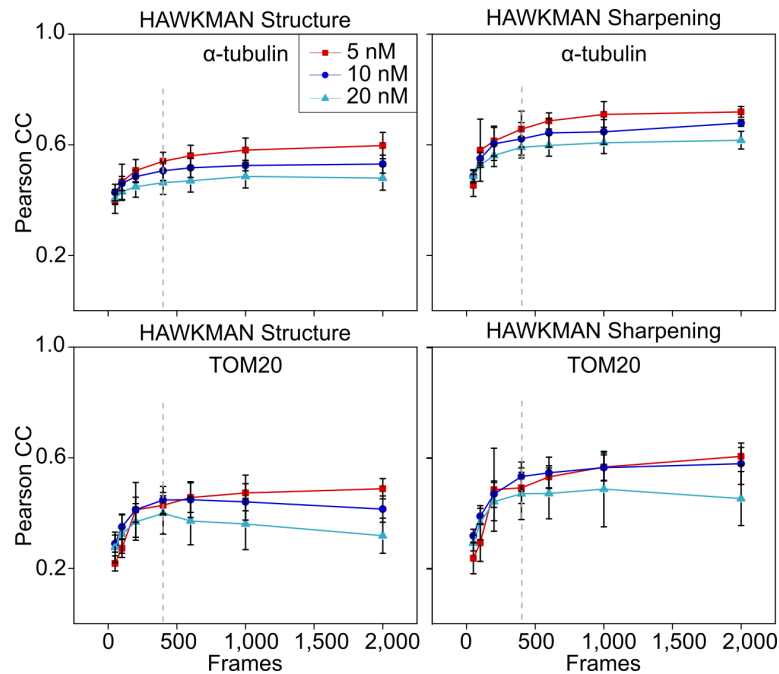 HAWKMAN Structure
HAWKMAN Sharpening
α-tubulin
α-tubulin
5 nM
10 nM
20 nM
1.0
0.6
0.2
Pearson CC
HAWKMAN Structure
HAWKMAN Sharpening
TOM20
TOM20
1.0
0.6
0.2
Pearson CC
0 500 1,000 1,500 2,000
0 500 1,000 1,500 2,000
Frames
Frames